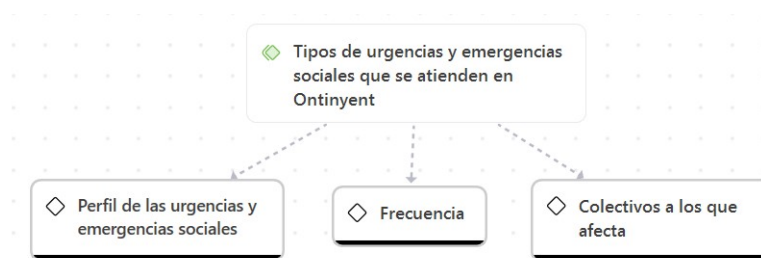 Tipos de urgencias y emergencias
sociales que se atienden en
Ontinyent
Perfil de las urgencias y
emergencias sociales
Frecuencia
Colectivos a los que
afecta